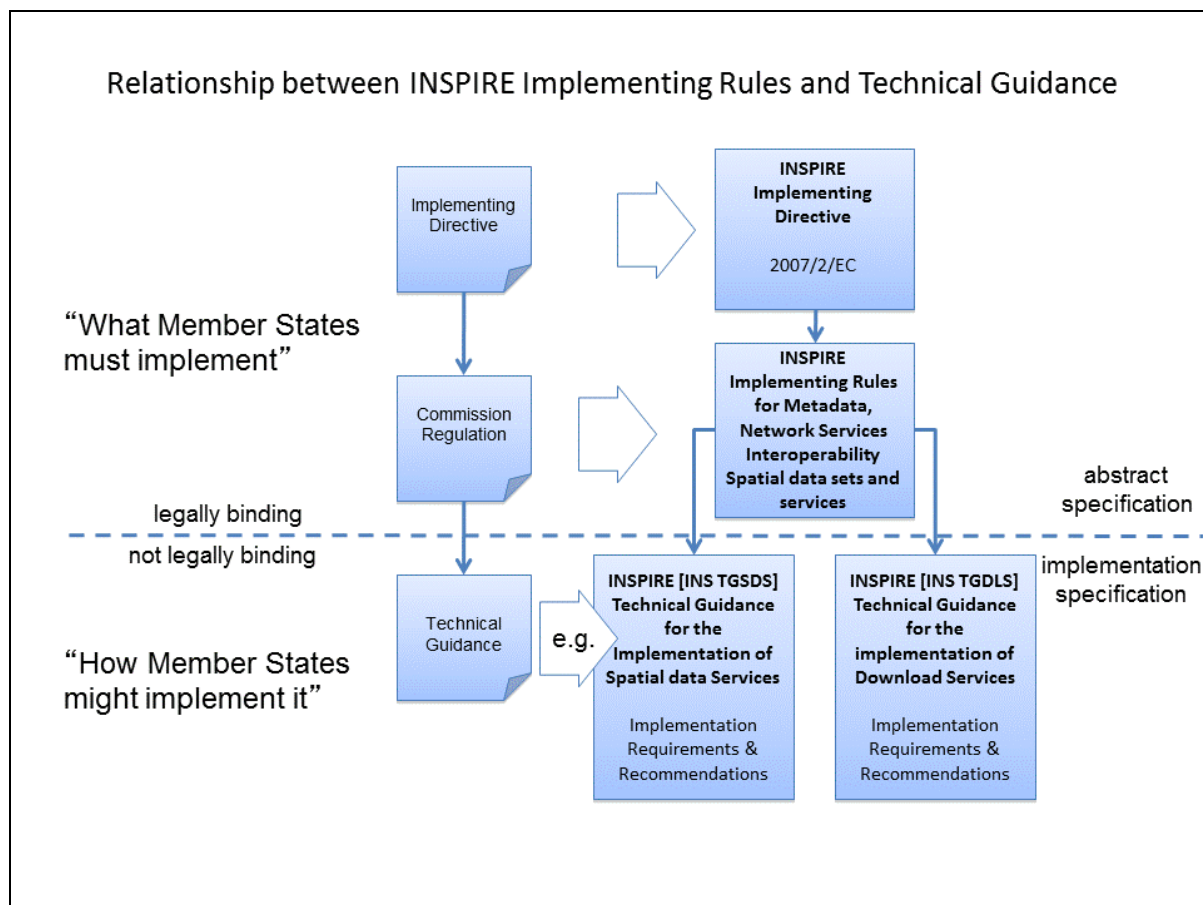 Relationship between INSPIRE Implementing Rules and Technical Guidance
Implementing
Directive
INSPIRE
Implementing
Directive
2007/2/EC
“What Member States
must implement”
Commission
Regulation
INSPIRE
Implementing Rules
for Metadata,
Network Services
Interoperability
Spatial data sets and
services
abstract
specification
legally binding
not legally binding
implementation
specification
Technical
Guidance
e.g.
INSPIRE [INS TGSDS]
Technical Guidance
for the
Implementation of
Spatial data Services
Implementation
Requirements &
Recommendations
INSPIRE [INS TGDLS]
Technical Guidance
for the
implementation of
Download Services
Implementation
Requirements &
Recommendations
“How Member States
might implement it”